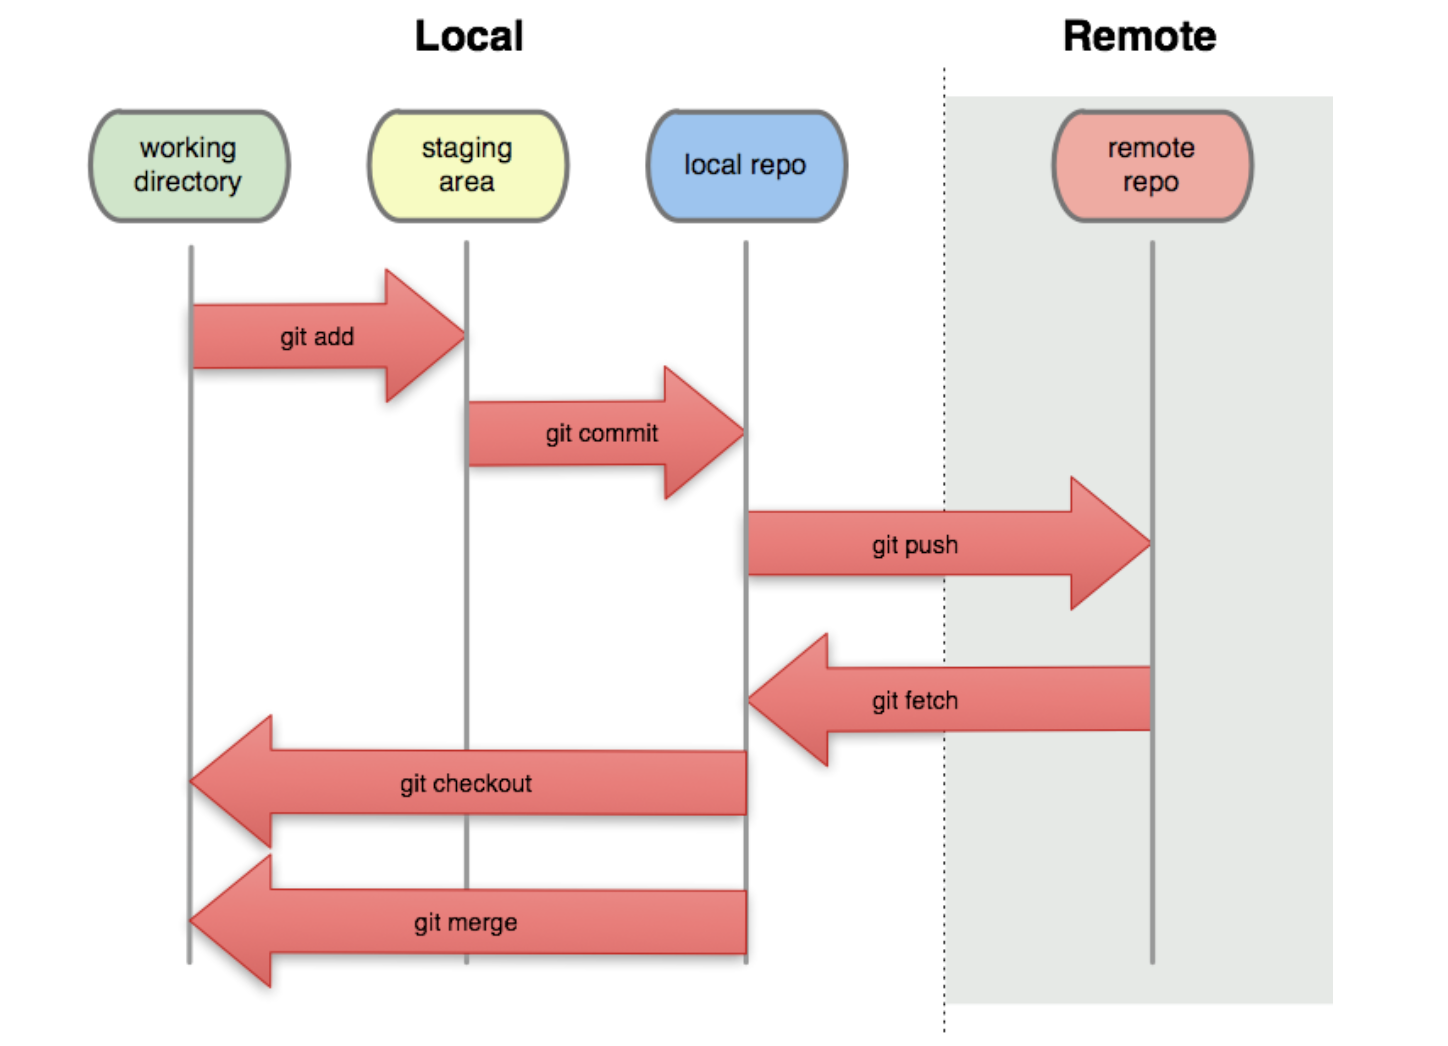 Local
Remote
working
directory
staging
area
local repo
remote
repo
git add
git commit
git push
git fetch
git checkout
git merge